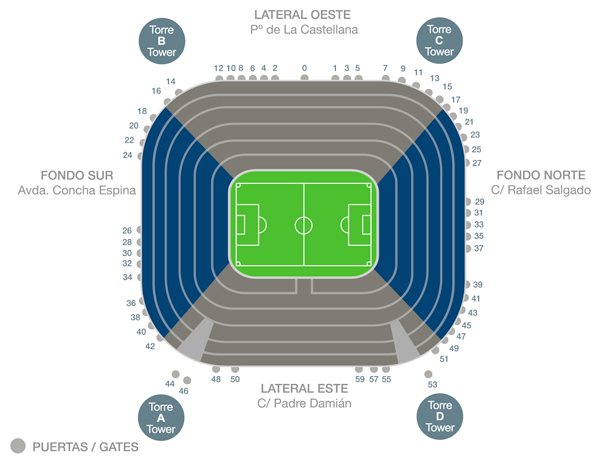 LATERAL OESTE
Pº de La Castellana
Torre
B
Tower
Torre
C
Tower
12 10 8 6 4 2 0 1 3 5 7 9 11 13 15 17 19 21 23 25 27
14
16
18
20
22
24
FONDO SUR
Avda. Concha Espina
FONDO NORTE
C/ Rafael Salgado
26
28
30
32
34
36
38
40
42
29
31
33
35
37
39
41
43
45
47
49
51
44 46 48 50 59 57 55 53
LATERAL ESTE
C/ Padre Damián
Torre
A
Tower
Torre
D
Tower
PUERTAS / GATES